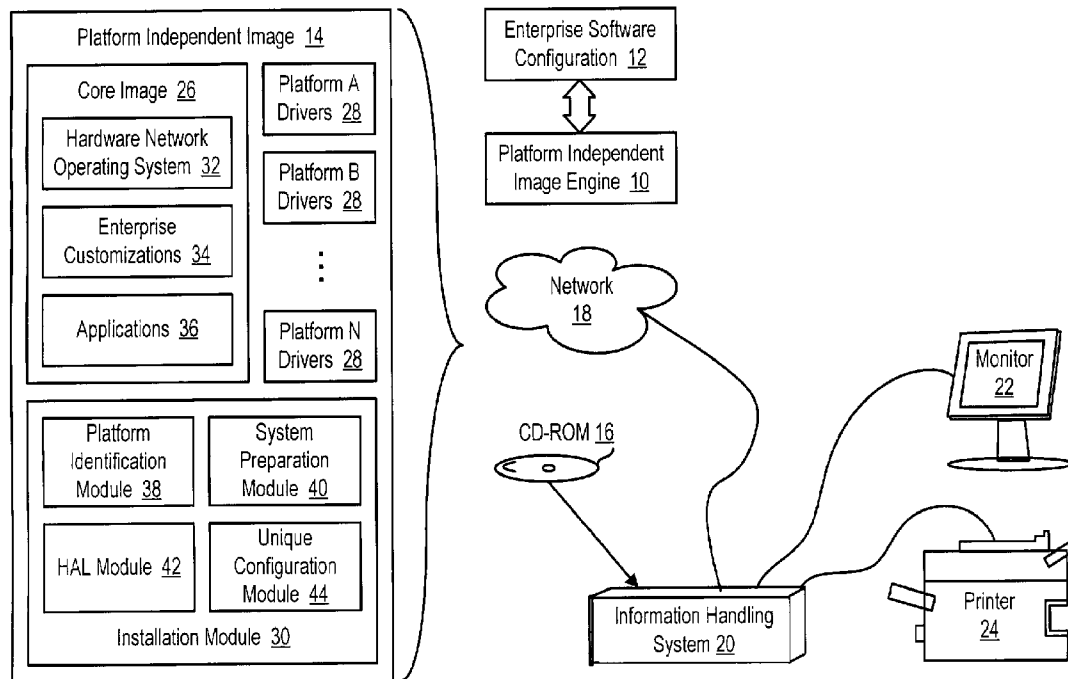 Platform Independent Image 14
Core Image 26
Hardware Network
Operating System 32
Enterprise
Customizations 34
Applications 36
Platform A
Drivers 28
Platform B
Drivers 28
Platform N
Drivers 28
Platform
Identification
Module 38
System
Preparation
Module 40
HAL Module 42
Unique
Configuration
Module 44
Installation Module 30
Enterprise Software
Configuration 12
Platform Independent
Image Engine 10
Network
18
CD-ROM 16
Information Handling
System 20
Monitor
22
Printer
24